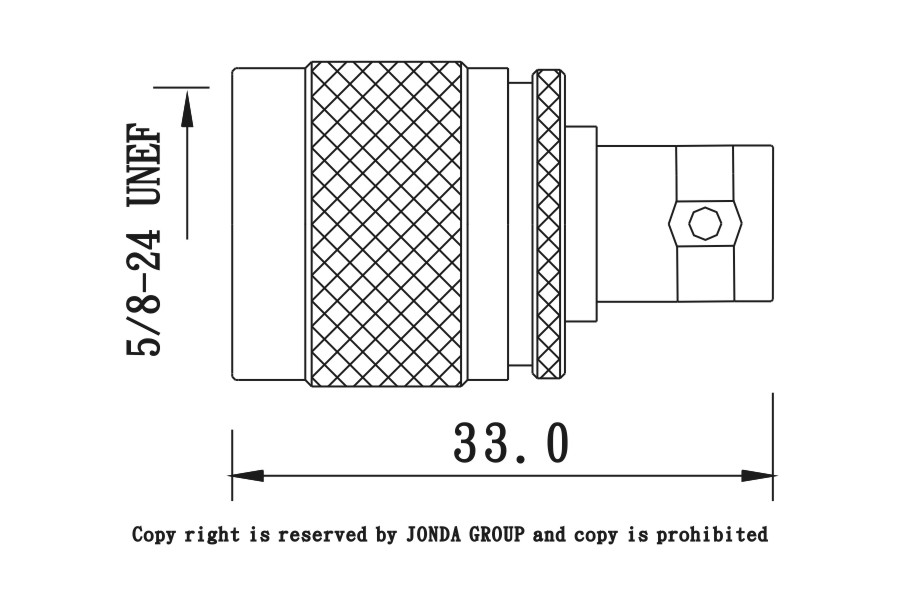 5/8-24 UNEF
33.0
Copy right is reserved by JONDA GROUP and copy is prohibited